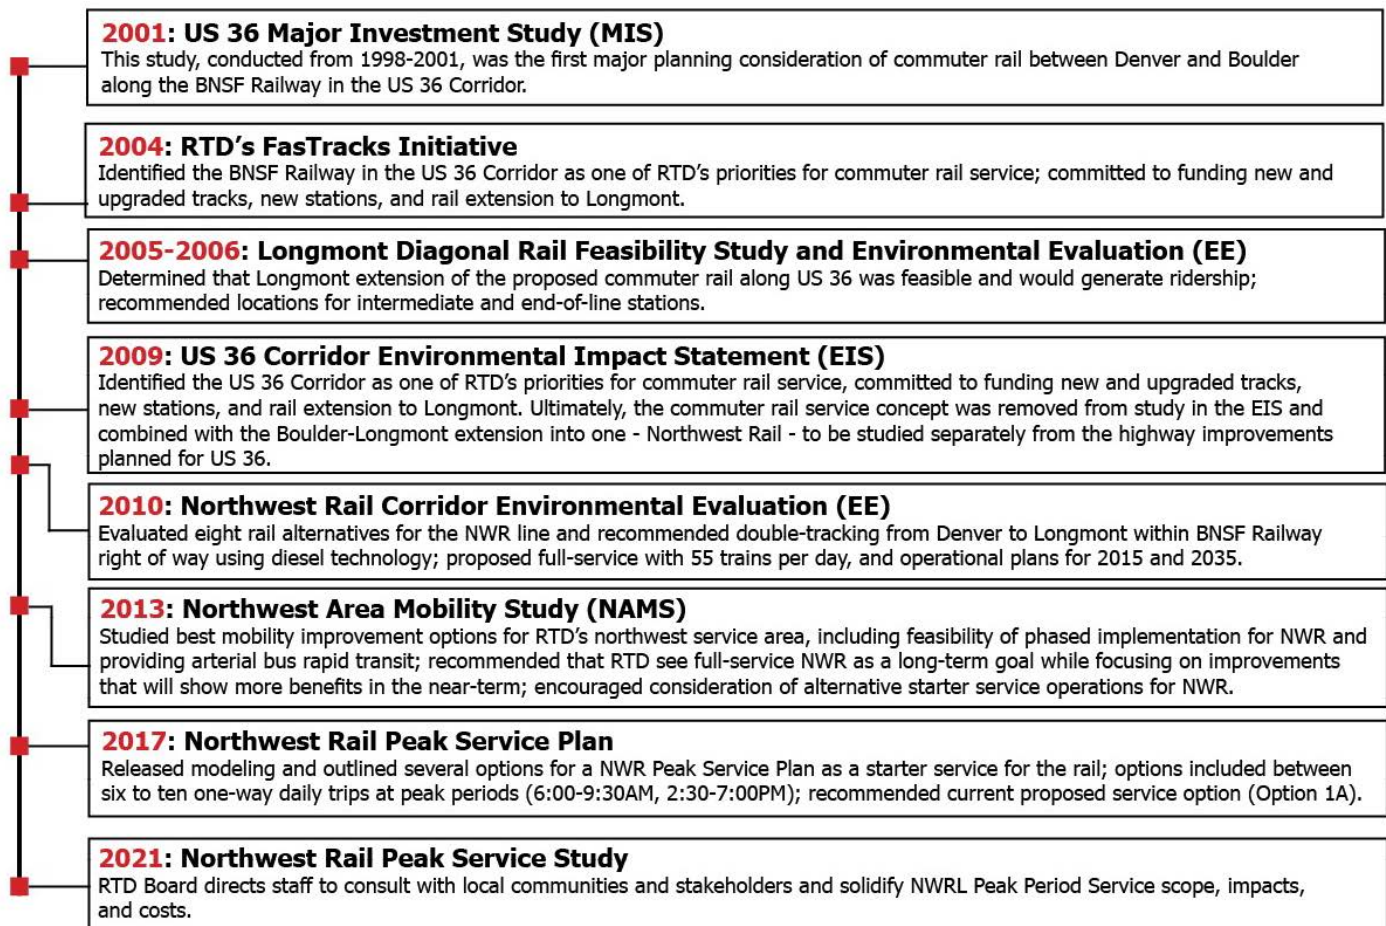 2001: US 36 Major Investment Study (MIS)
This study, conducted from 1998-2001, was the first major planning consideration of commuter rail between Denver and Boulder
along the BNSF Railway in the US 36 Corridor.
2004: RTD's FasTracks Initiative
Identified the BNSF Railway in the US 36 Corridor as one of RTD's priorities for commuter rail service; committed to funding new and
upgraded tracks, new stations, and rail extension to Longmont.
2005-2006: Longmont Diagonal Rail Feasibility Study and Environmental Evaluation (EE)
Determined that Longmont extension of the proposed commuter rail along US 36 was feasible and would generate ridership;
recommended locations for intermediate and end-of-line stations.
2009: US 36 Corridor Environmental Impact Statement (EIS)
Identified the US 36 Corridor as one of RTD's priorities for commuter rail service, committed to funding new and upgraded tracks,
new stations, and rail extension to Longmont. Ultimately, the commuter rail service concept was removed from study in the EIS and
combined with the Boulder-Longmont extension into one - Northwest Rail - to be studied separately from the highway improvements
planned for US 36.
2010: Northwest Rail Corridor Environmental Evaluation (EE)
Evaluated eight rail alternatives for the NWR line and recommended double-tracking from Denver to Longmont within BNSF Railway
right of way using diesel technology; proposed full-service with 55 trains per day, and operational plans for 2015 and 2035.
2013: Northwest Area Mobility Study (NAMS)
Studied best mobility improvement options for RTD's northwest service area, including feasibility of phased implementation for NWR and
providing arterial bus rapid transit; recommended that RTD see full-service NWR as a long-term goal while focusing on improvements
that will show more benefits in the near-term; encouraged consideration of alternative starter service operations for NWR.
2017: Northwest Rail Peak Service Plan
Released modeling and outlined several options for a NWR Peak Service Plan as a starter service for the rail; options included between
six to ten one-way daily trips at peak periods (6:00-9:30AM, 2:30-7:00PM); recommended current proposed service option (Option 1A).
2021: Northwest Rail Peak Service Study
RTD Board directs staff to consult with local communities and stakeholders and solidify NWRL Peak Period Service scope, impacts,
and costs.